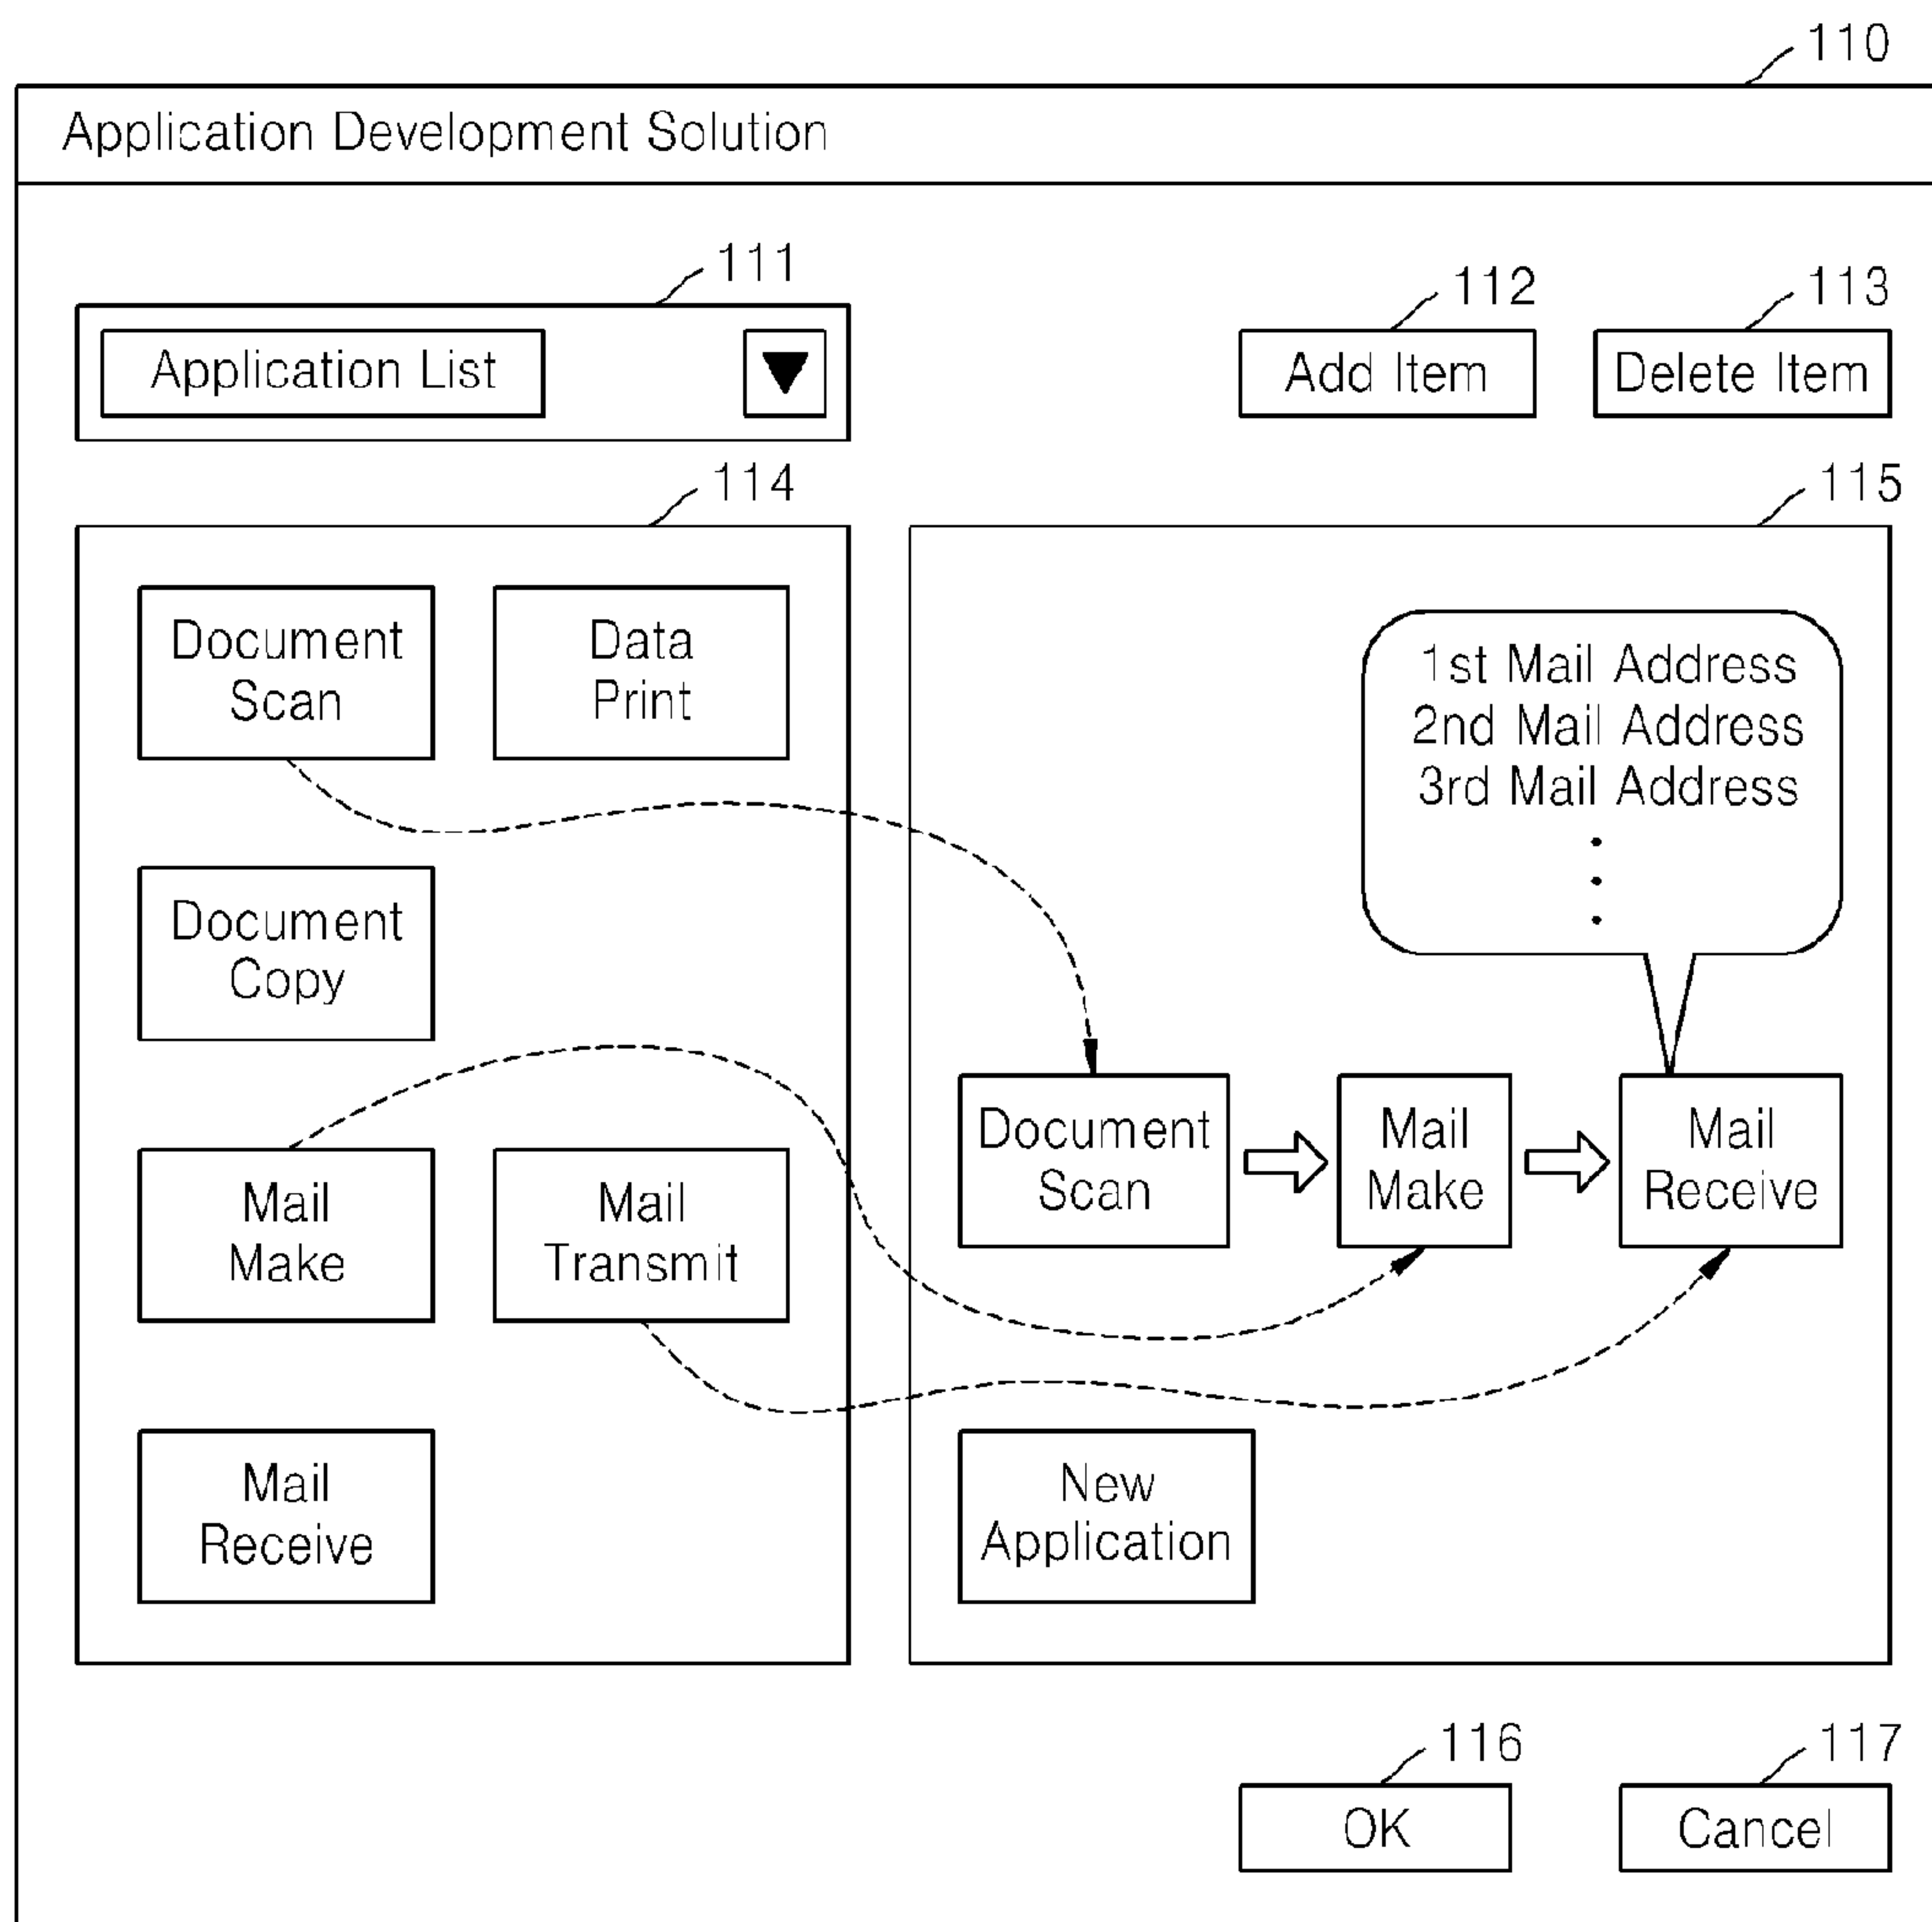 110
Application Development Solution
111
112
113
Application List
Add Item
Delete Item
114
115
Document
Scan
Data
Print
1st Mail Address
2nd Mail Address
3rd Mail Address
Document
Copy
Document
Scan
Mail
Make
Mail
Receive
Mail
Make
Mail
Transmit
Mail
Receive
New
Application
116
117
OK
Cancel